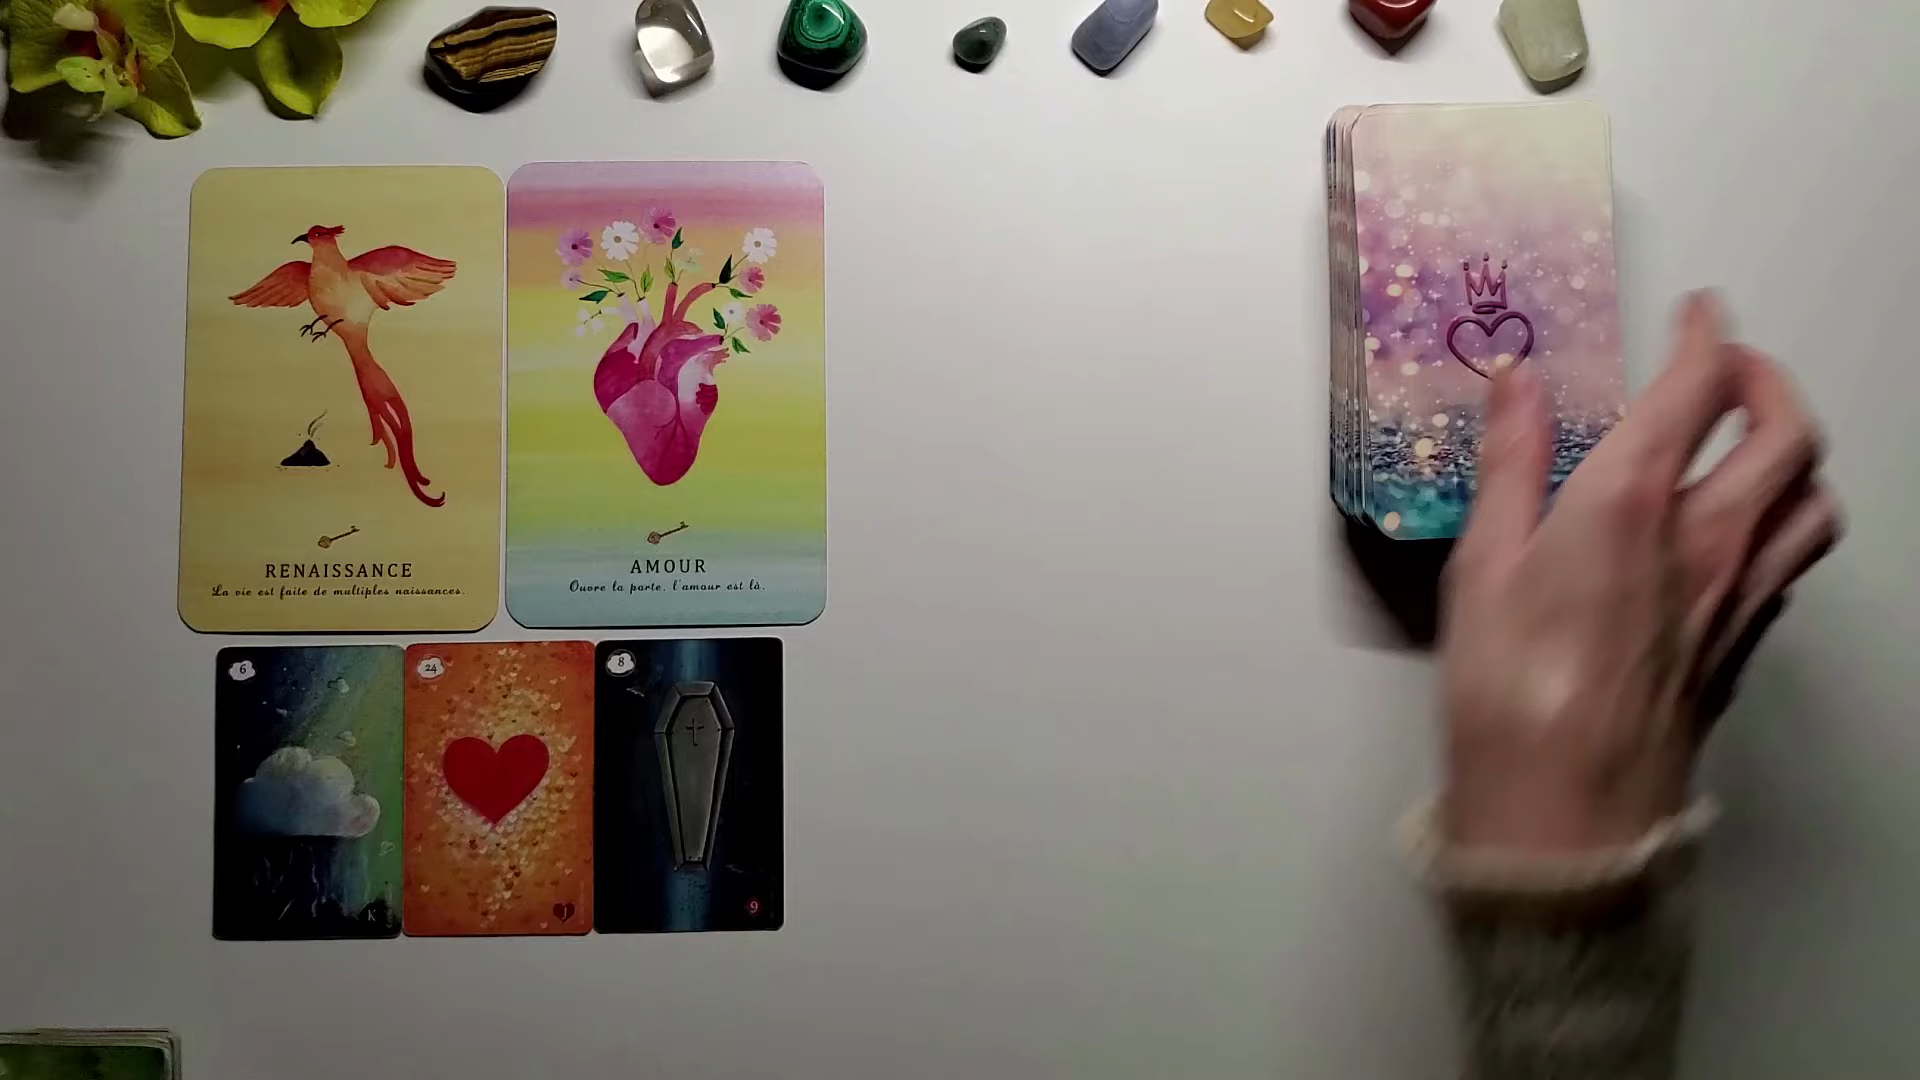 RENAISSANCE
La vie est faite de multiples naissances.
AMOUR
Ouvre la porte, l'amour est là.
6
K
24
J
8
9